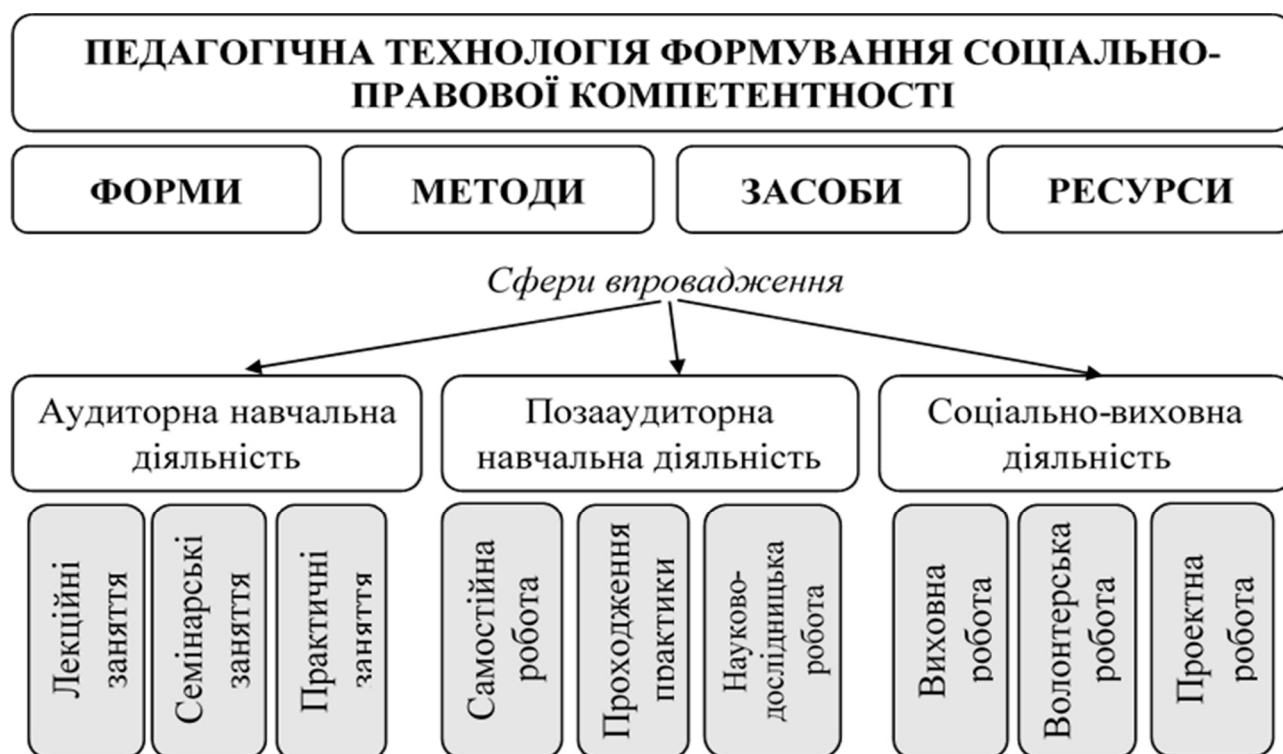 ПЕДАГОГІЧНА ТЕХНОЛОГІЯ ФОРМУВАННЯ СОЦІАЛЬНО-
ПРАВОВОЇ КОМПЕТЕНТНОСТІ
ФОРМИ
МЕТОДИ
ЗАСОБИ
РЕСУРСИ
Сфери впровадження
Аудиторна навчальна
діяльність
Позааудиторна
навчальна діяльність
Соціально-виховна
діяльність
Лекційні
заняття
Семінарські
заняття
Практичні
заняття
Самостійна
робота
Проходження
практики
Науково-
дослідницька
робота
Виховна
робота
Волонтерська
робота
Проектна
робота